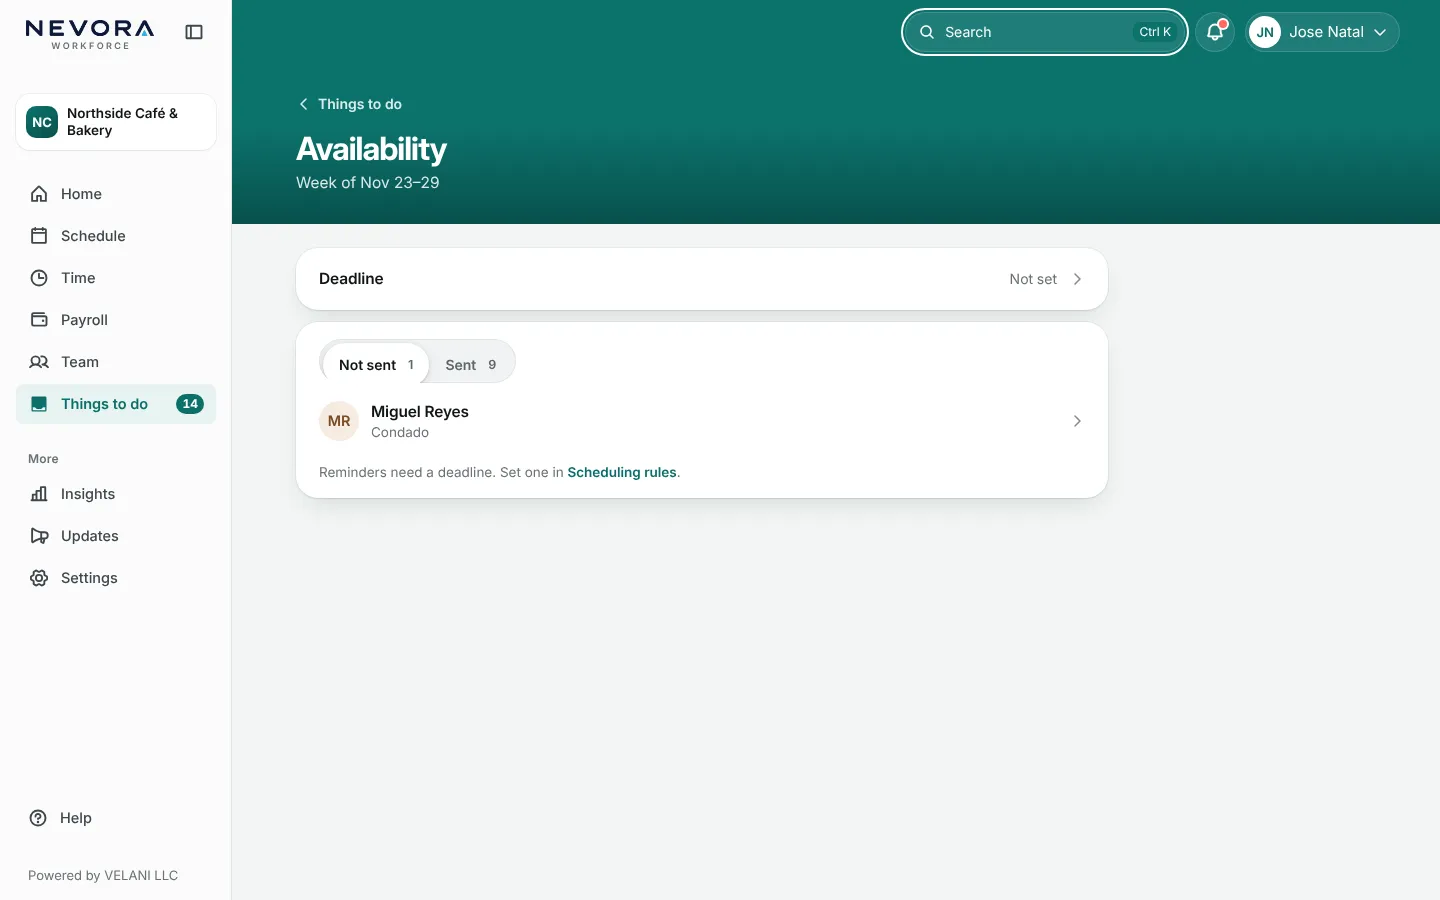 NEVORA
WORKFORCE
Search
Ctrl K
JN
Jose Natal
NC
Northside Café &
Bakery
Things to do
Availability
Week of Nov 23–29
Home
Schedule
Time
Payroll
Team
Things to do 14
More
Insights
Updates
Settings
Help
Powered by VELANI LLC
Deadline
Not set
Not sent 1
Sent 9
MR
Miguel Reyes
Condado
Reminders need a deadline. Set one in Scheduling rules.